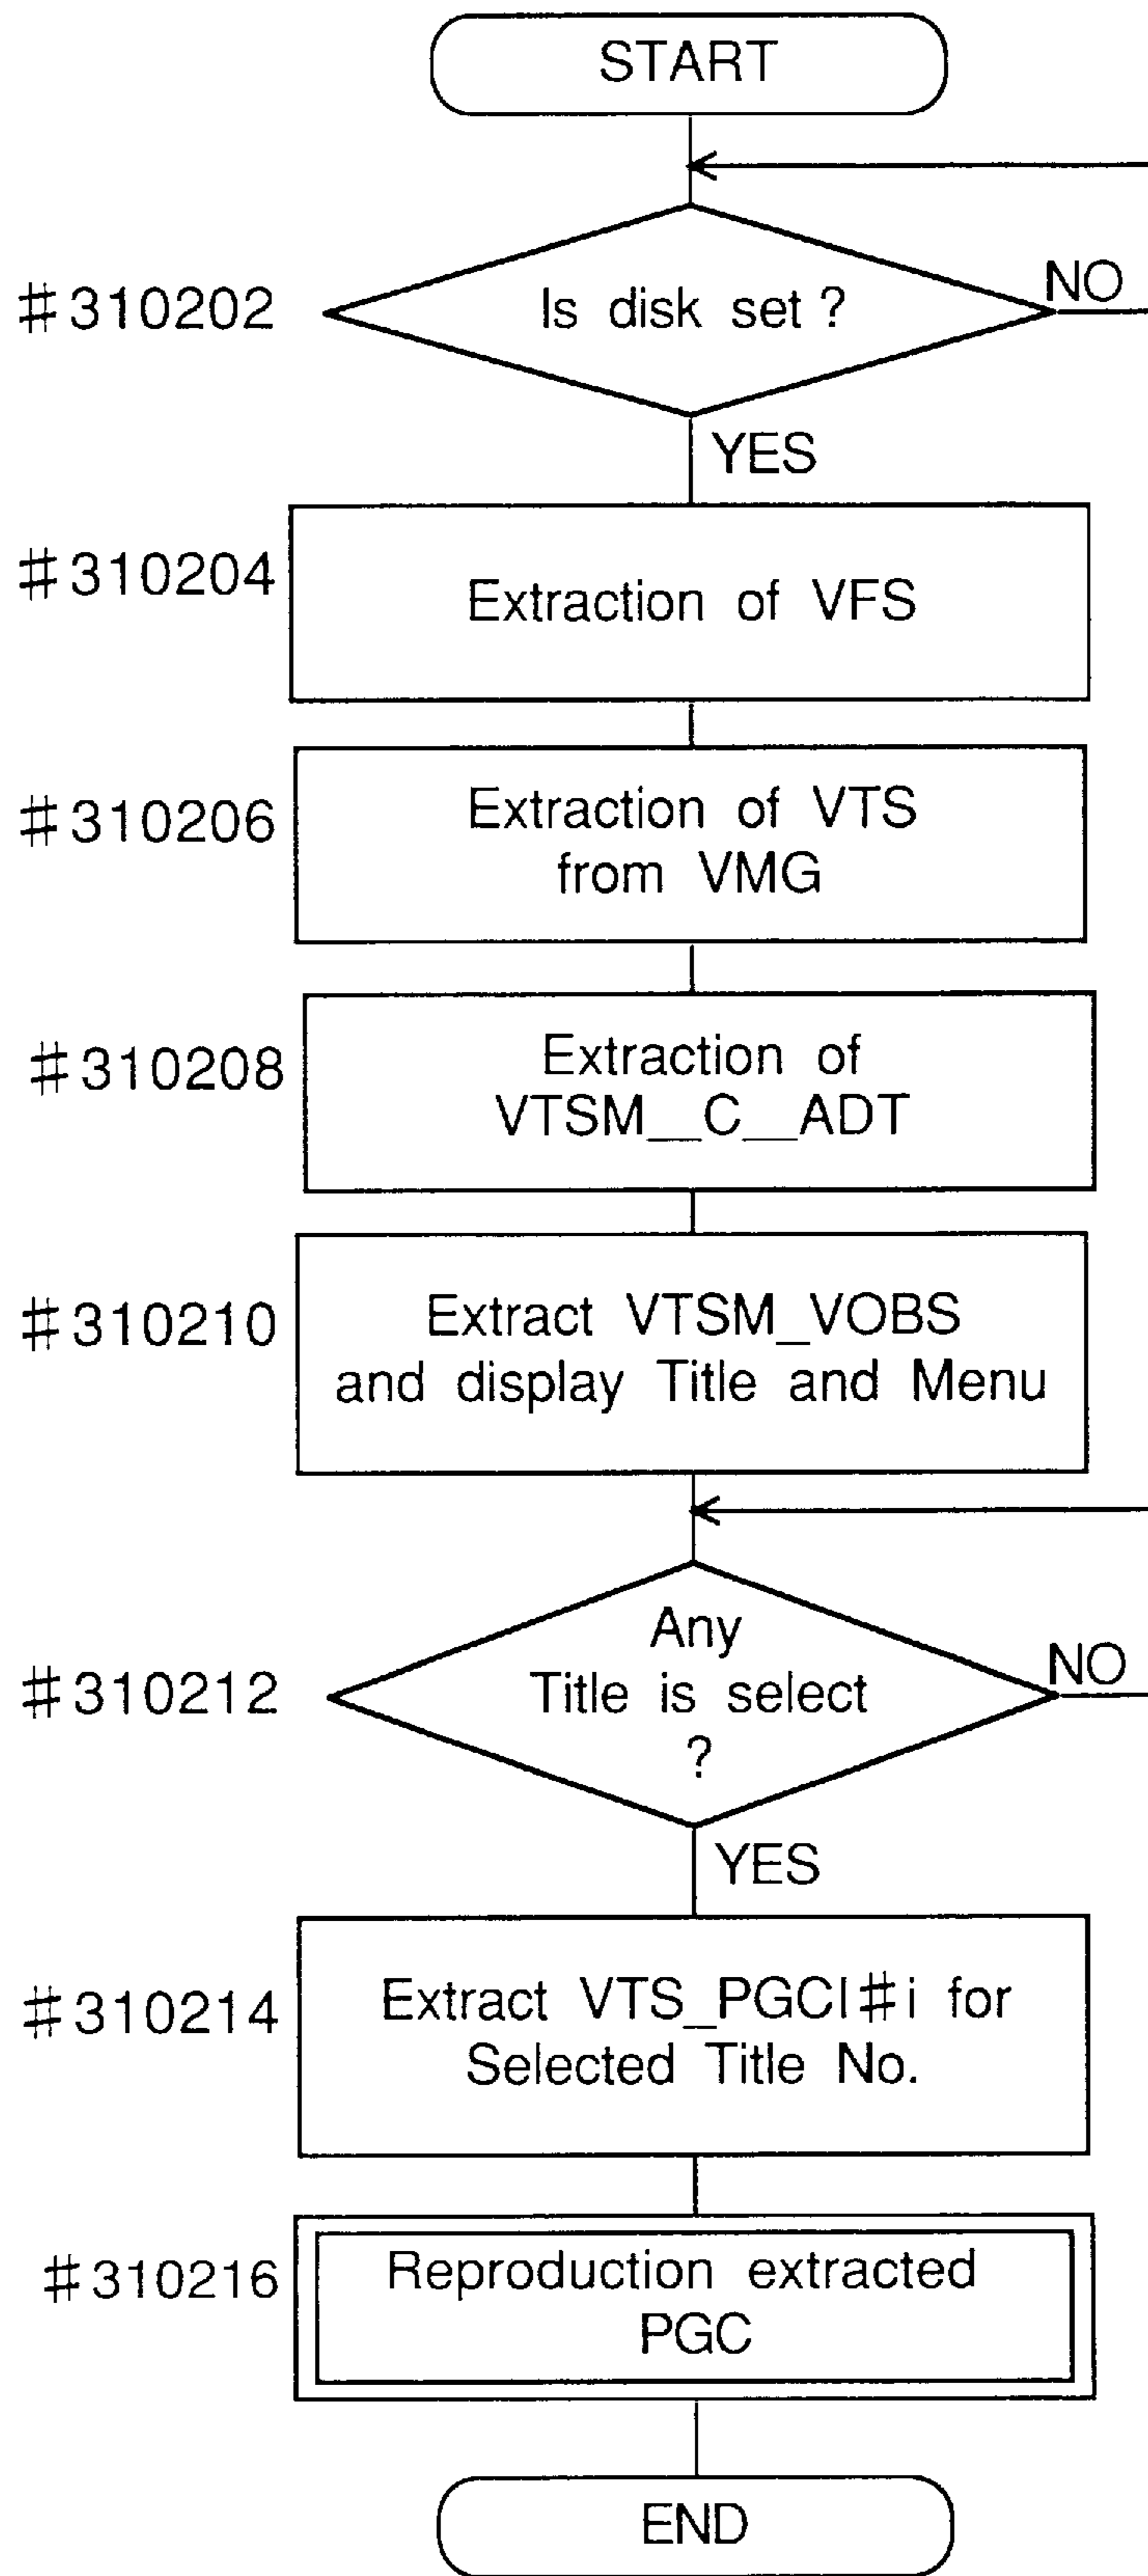 START
#310202
Is disk set ?
NO
YES
#310204
Extraction of VFS
#310206
Extraction of VTS
from VMG
#310208
Extraction of
VTSM__C__ADT
#310210
Extract VTSM_VOBS
and display Title and Menu
#310212
Any
Title is select
?
NO
YES
#310214
Extract VTS_PGCI#i for
Selected Title No.
#310216
Reproduction extracted
PGC
END